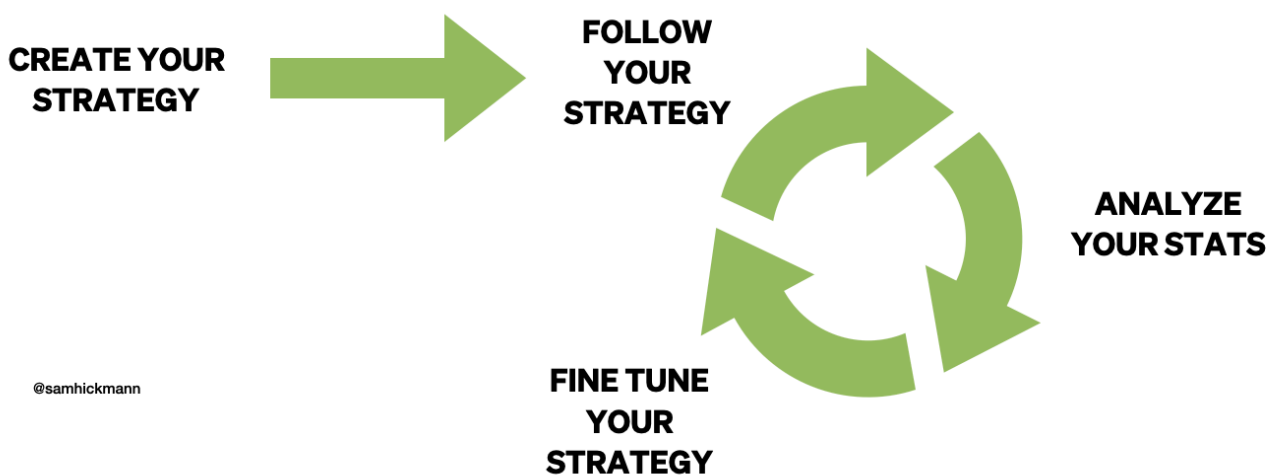 CREATE YOUR
STRATEGY
FOLLOW
YOUR
STRATEGY
ANALYZE
YOUR STATS
FINE TUNE
YOUR
STRATEGY
@samhickmann